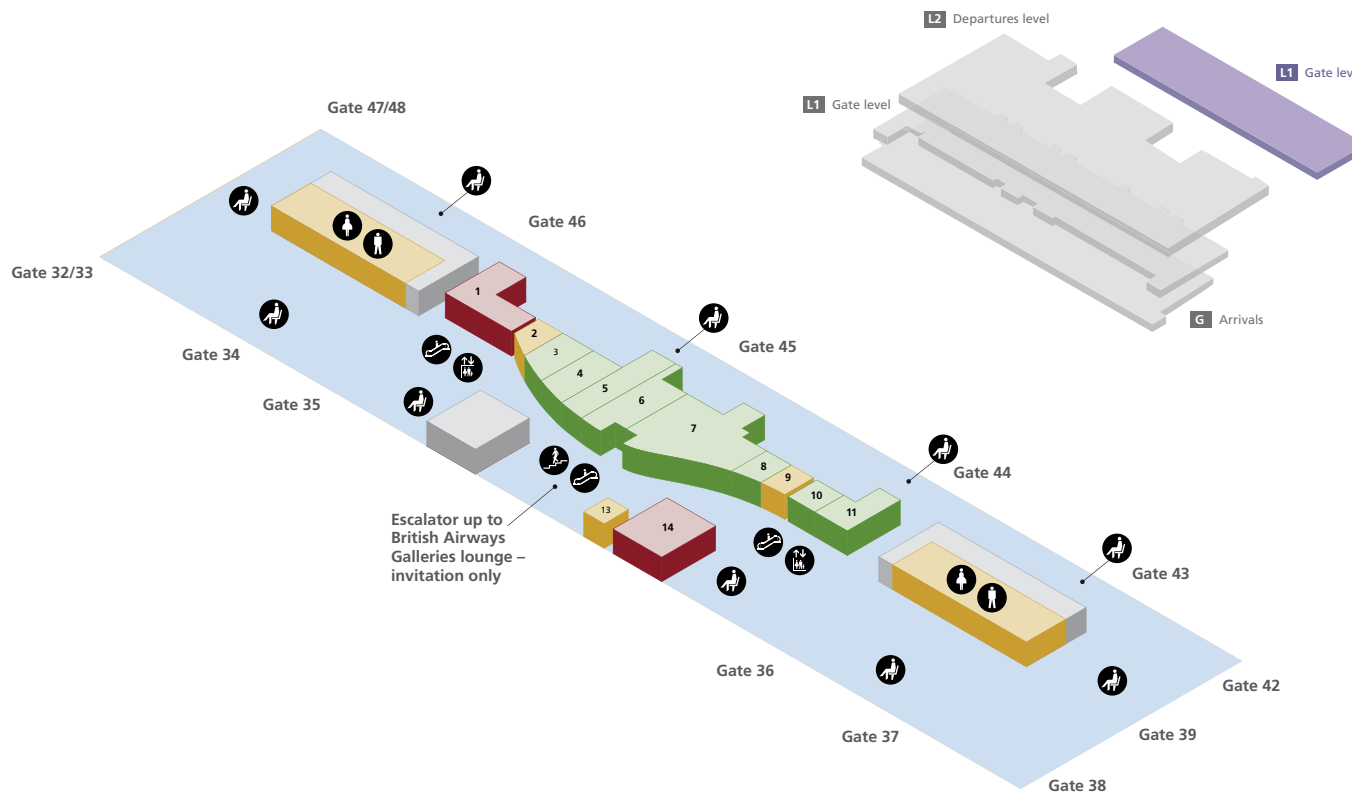 L2 Departures level
L1 Gate lev
L1 Gate level
G Arrivals
Gate 47/48
Gate 46
Gate 32/33
Gate 45
Gate 34
Gate 35
Gate 44
Gate 43
Gate 36
Gate 42
Gate 37
Gate 39
Gate 38
1
2
3
4
5
6
7
8
9
10
11
13
14
Escalator up to
British Airways
Galleries lounge –
invitation only